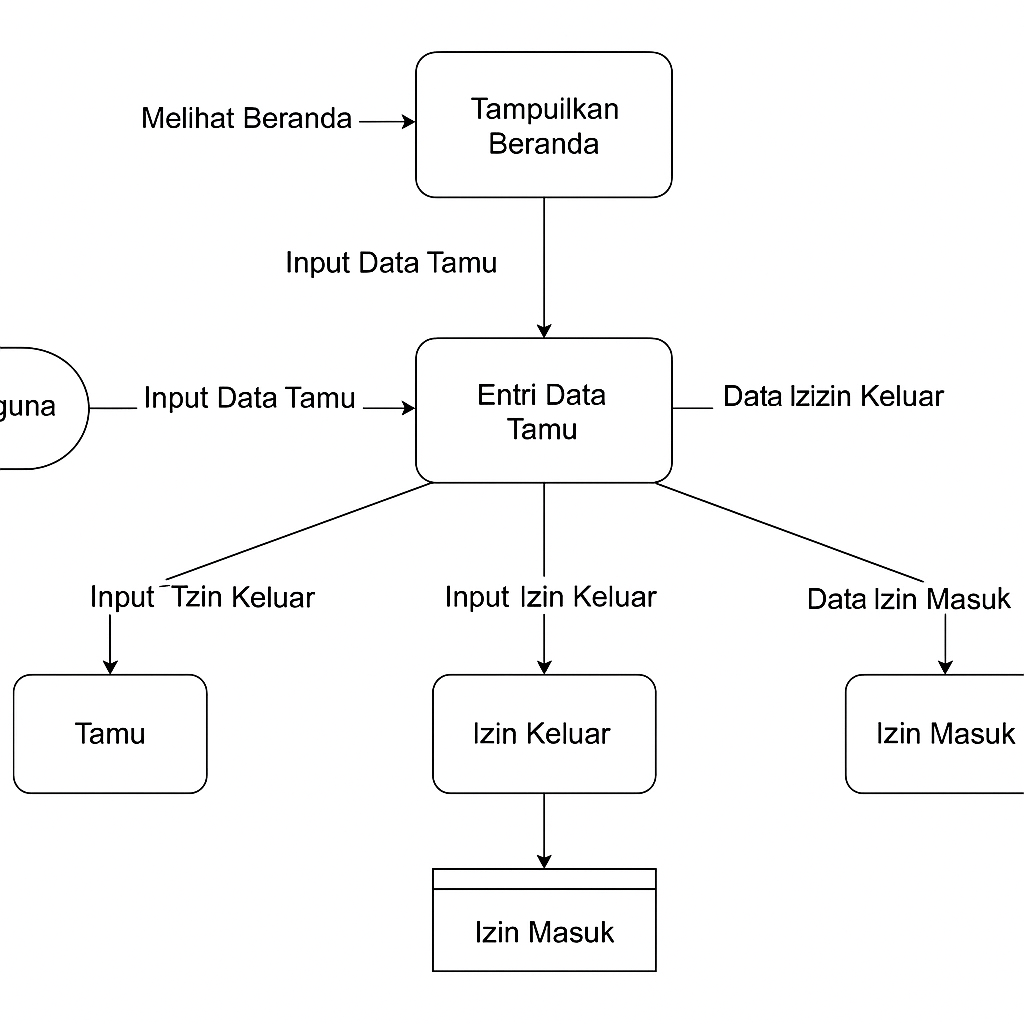 Tampuilkan
Beranda
Melihat Beranda
Input Data Tamu
guna
Input Data Tamu
Entri Data
Tamu
Data Izizin Keluar
Input Tzin Keluar
Input Izin Keluar
Data Izin Masuk
Tamu
Izin Keluar
Izin Masuk
Izin Masuk